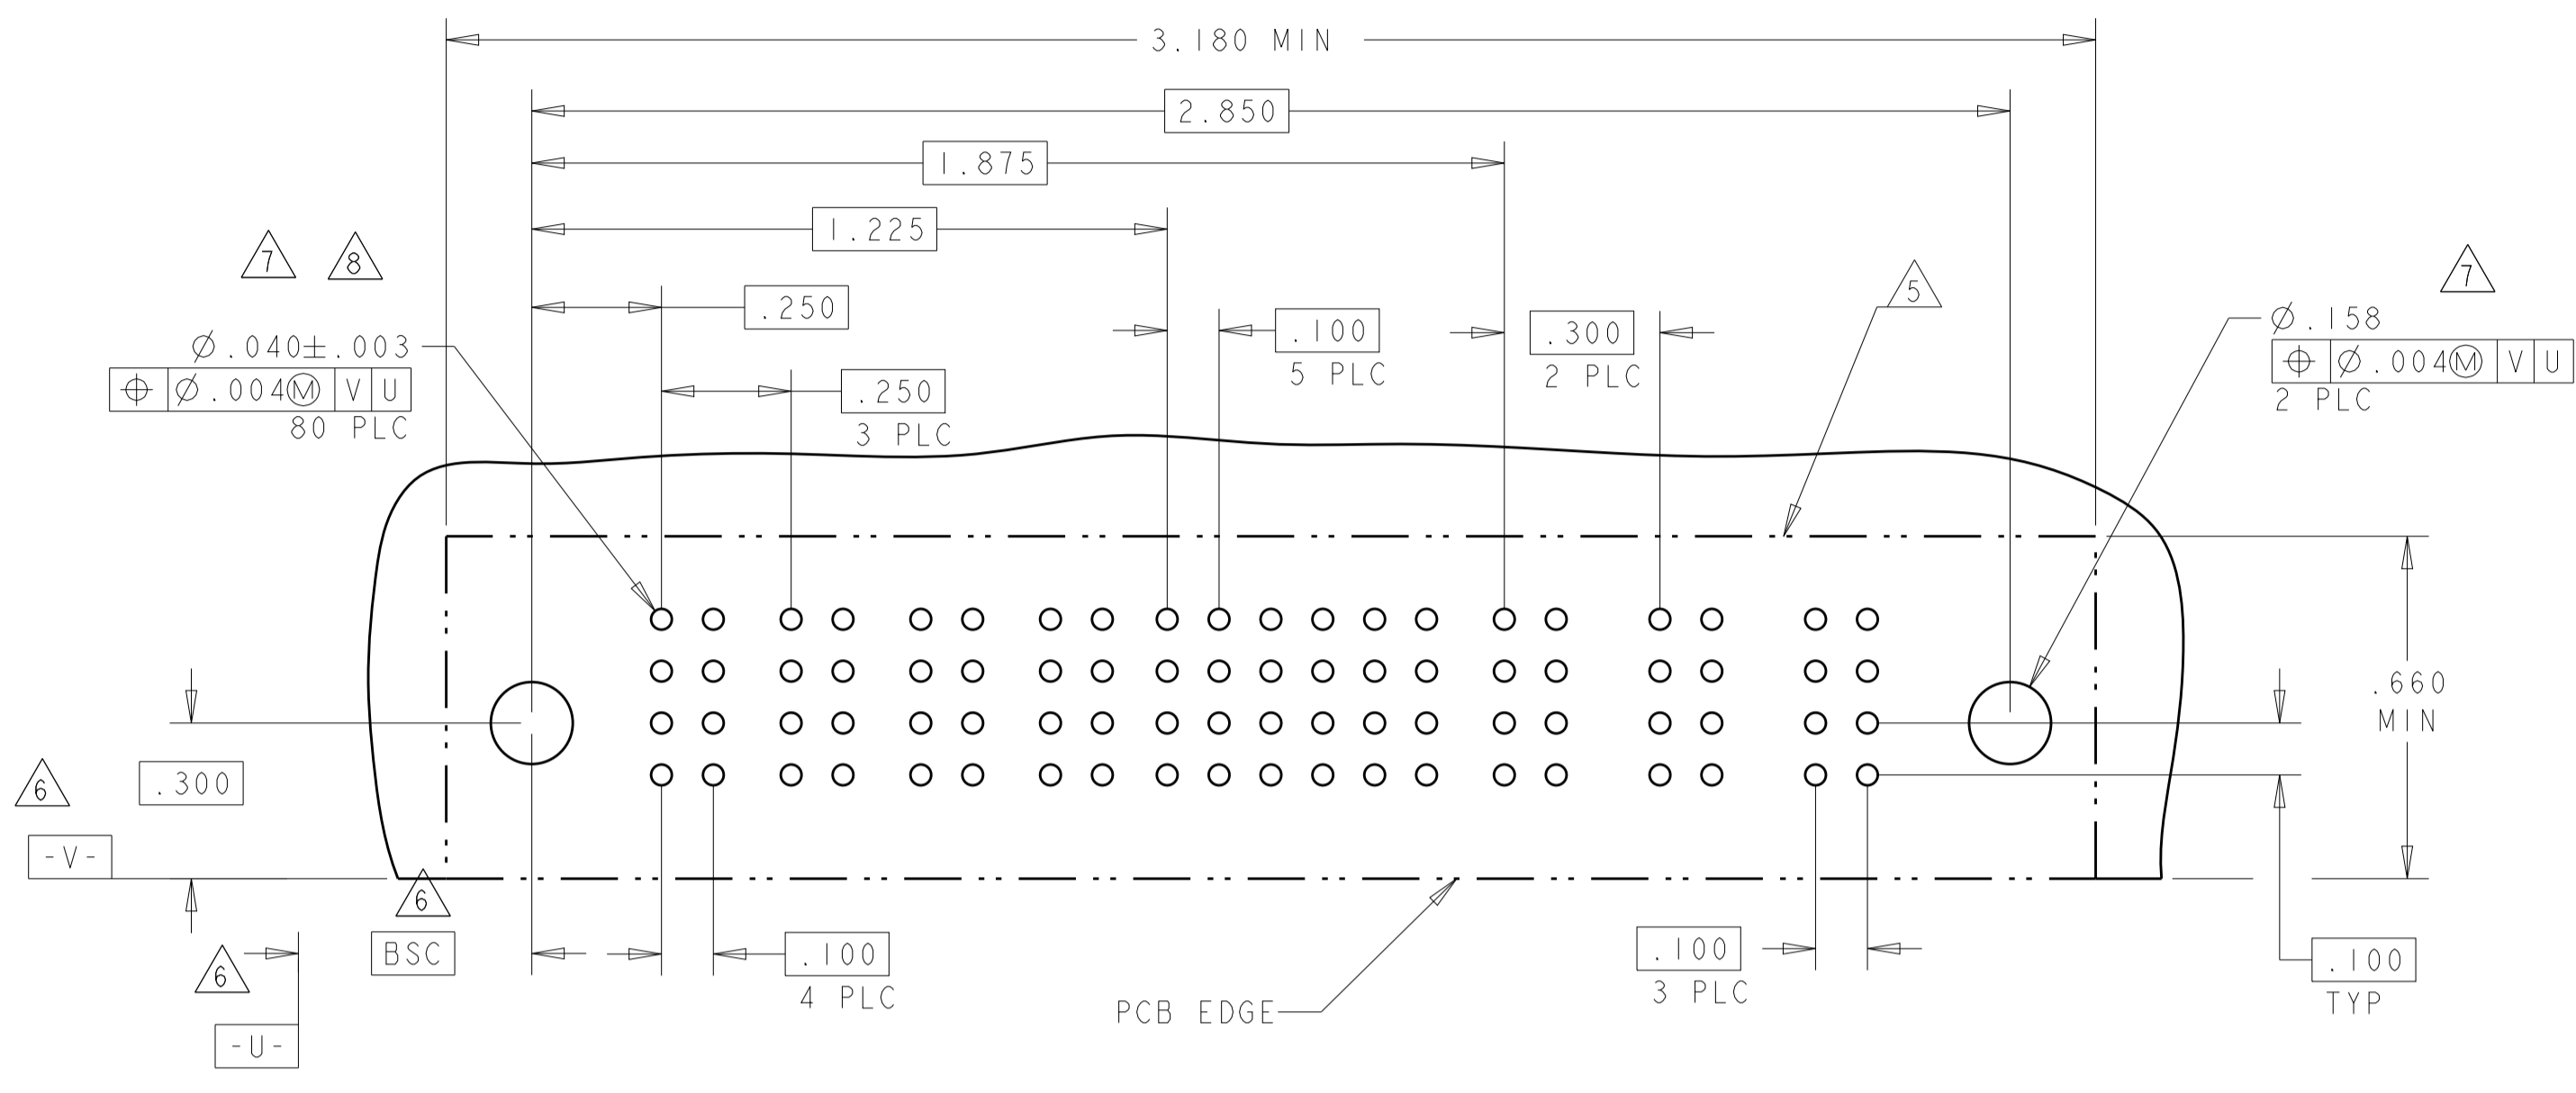 3.180 MIN
2.850
1.875
1.225
7 8
.250
5
7
.100
5 PLC
.300
2 PLC
Ø.040±.003
⌖ Ø.004Ⓜ V U
80 PLC
.250
3 PLC
Ø.158
⌖ Ø.004Ⓜ V U
2 PLC
.660
MIN
6
.300
-V-
6
BSC
6
-U-
.100
4 PLC
PCB EDGE
.100
3 PLC
.100
TYP